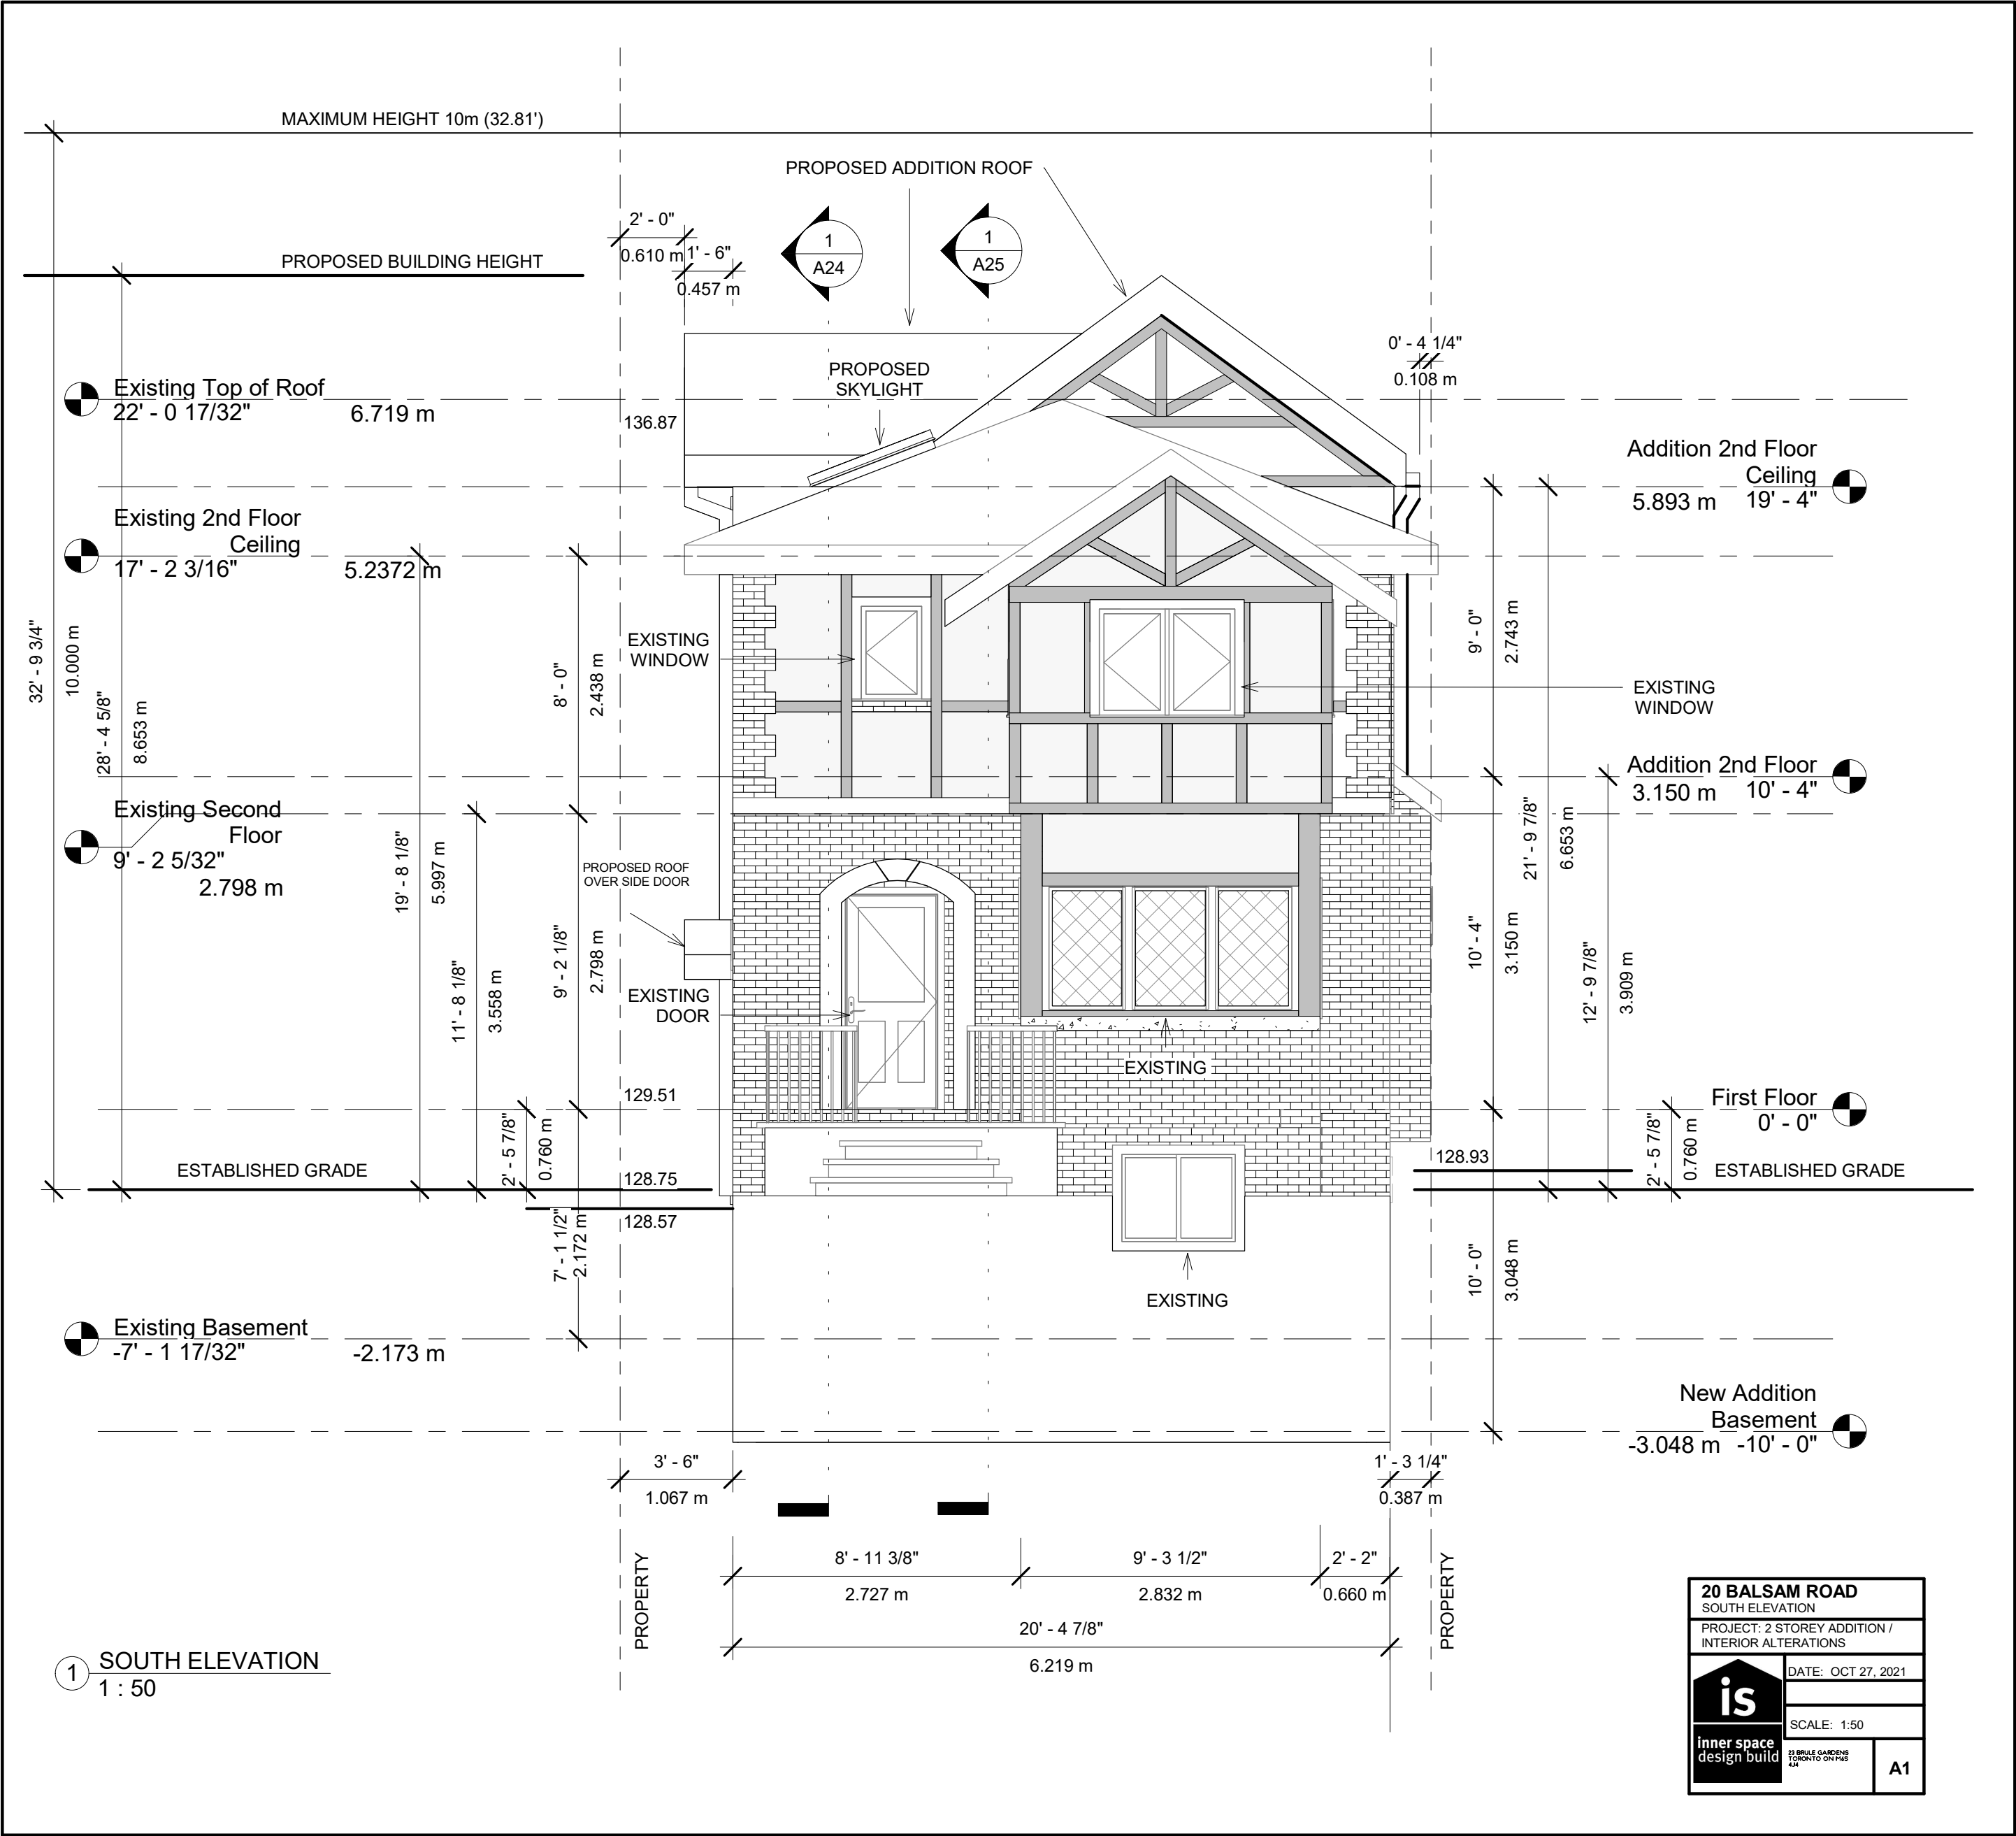 MAXIMUM HEIGHT 10m (32.81')
PROPOSED ADDITION ROOF
2' - 0"
0.610 m
1' - 6"
0.457 m
1
A24
1
A25
PROPOSED BUILDING HEIGHT
0' - 4 1/4"
0.108 m
PROPOSED
SKYLIGHT
Existing Top of Roof
22' - 0 17/32"
6.719 m
136.87
Addition 2nd Floor
Ceiling
5.893 m
19' - 4"
Existing 2nd Floor
Ceiling
17' - 2 3/16"
5.2372 m
32' - 9 3/4"
10.000 m
28' - 4 5/8"
8.653 m
EXISTING
WINDOW
8' - 0"
2.438 m
9' - 0"
2.743 m
EXISTING
WINDOW
Addition 2nd Floor
3.150 m
10' - 4"
Existing Second
Floor
9' - 2 5/32"
2.798 m
19' - 8 1/8"
5.997 m
21' - 9 7/8"
6.653 m
PROPOSED ROOF
OVER SIDE DOOR
11' - 8 1/8"
3.558 m
9' - 2 1/8"
2.798 m
10' - 4"
3.150 m
12' - 9 7/8"
3.909 m
EXISTING
DOOR
EXISTING
129.51
First Floor
0' - 0"
2' - 5 7/8"
0.760 m
2' - 5 7/8"
0.760 m
128.93
ESTABLISHED GRADE
128.75
ESTABLISHED GRADE
128.57
7' - 1 1/2"
2.172 m
10' - 0"
3.048 m
EXISTING
Existing Basement
-7' - 1 17/32"
-2.173 m
New Addition
Basement
-3.048 m
-10' - 0"
3' - 6"
1.067 m
1' - 3 1/4"
0.387 m
PROPERTY
8' - 11 3/8"
2.727 m
9' - 3 1/2"
2.832 m
2' - 2"
0.660 m
PROPERTY
20' - 4 7/8"
6.219 m
1
SOUTH ELEVATION
1 : 50
20 BALSAM ROAD
SOUTH ELEVATION
PROJECT: 2 STOREY ADDITION /
INTERIOR ALTERATIONS
DATE: OCT 27, 2021
SCALE: 1:50
is
inner space
design build
23 BRULE GARDENS
TORONTO ON M6S
4J4
A1